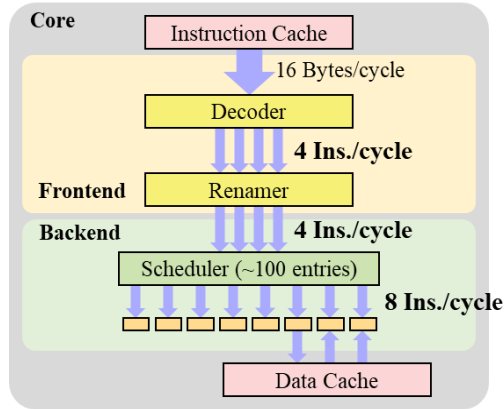 Core
Instruction Cache
16 Bytes/cycle
Decoder
4 Ins./cycle
Frontend
Renamer
Backend
4 Ins./cycle
Scheduler (~100 entries)
8 Ins./cycle
Data Cache